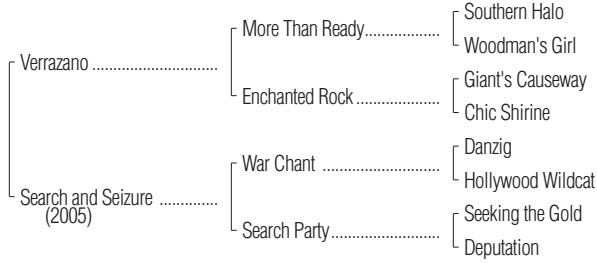 Southern Halo
More Than Ready..................
Woodman's Girl
Verrazano ..............................
Giant's Causeway
Enchanted Rock ....................
Chic Shirine
Danzig
War Chant ............................
Hollywood Wildcat
Search and Seizure ..............
(2005)
Seeking the Gold
Search Party..........................
Deputation